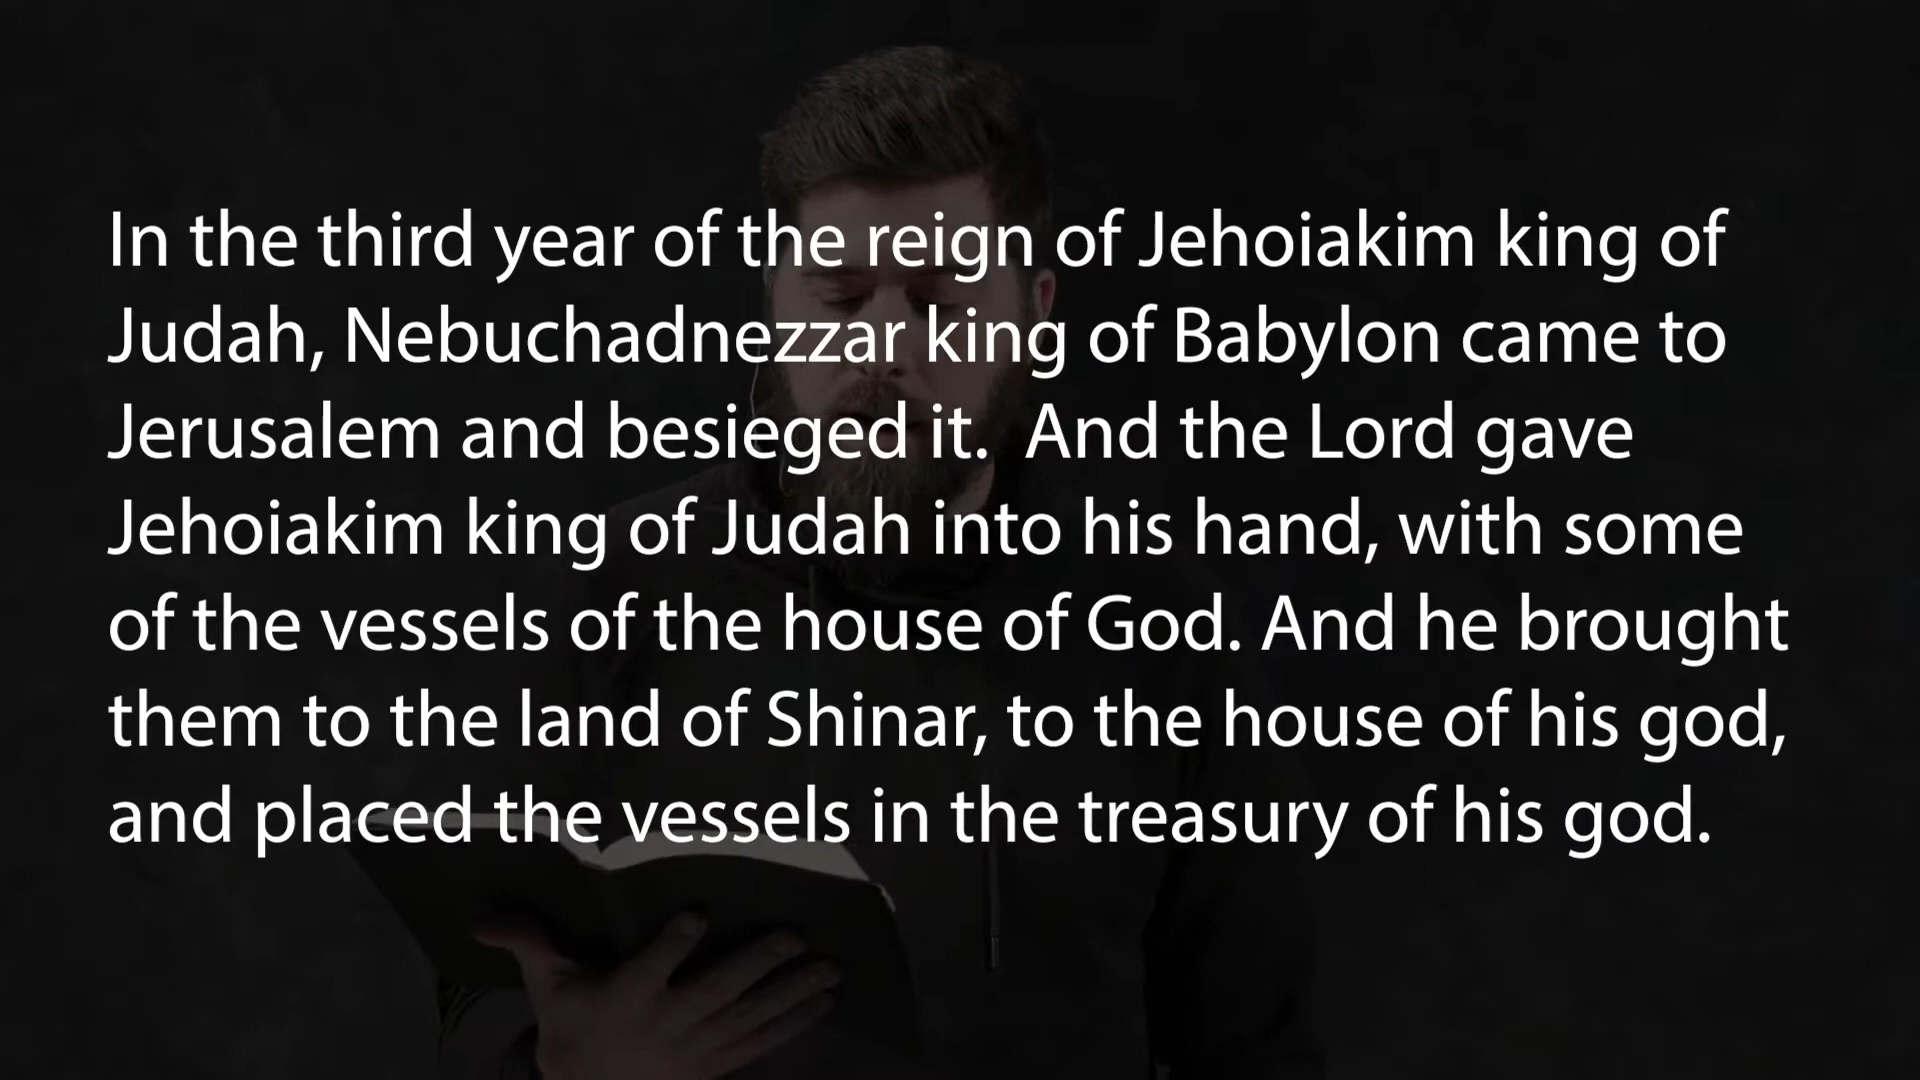 In the third year of the reign of Jehoiakim king of
Judah, Nebuchadnezzar king of Babylon came to
Jerusalem and besieged it.  And the Lord gave
Jehoiakim king of Judah into his hand, with some
of the vessels of the house of God. And he brought
them to the land of Shinar, to the house of his god,
and placed the vessels in the treasury of his god.